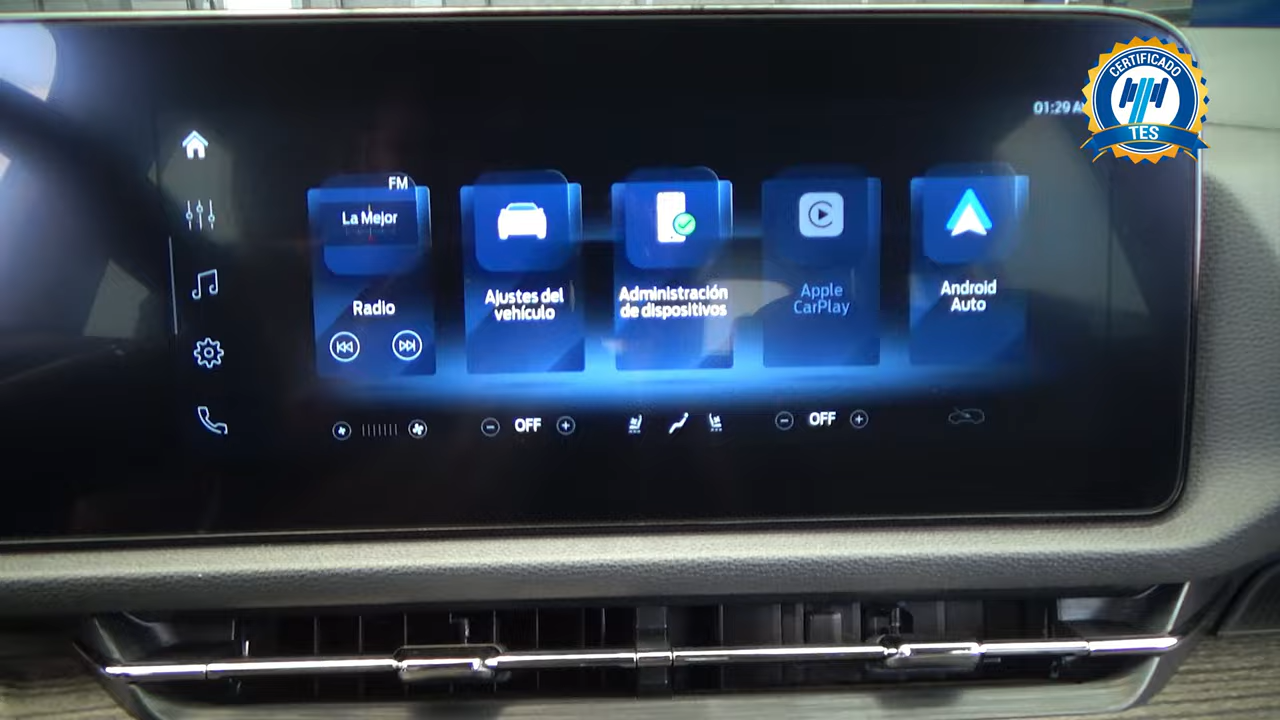 CERTIFICADO
TES
01:29 A
FM
La Mejor
Radio
Ajustes del
vehículo
Administración
de dispositivos
Apple
CarPlay
Android
Auto
OFF
OFF